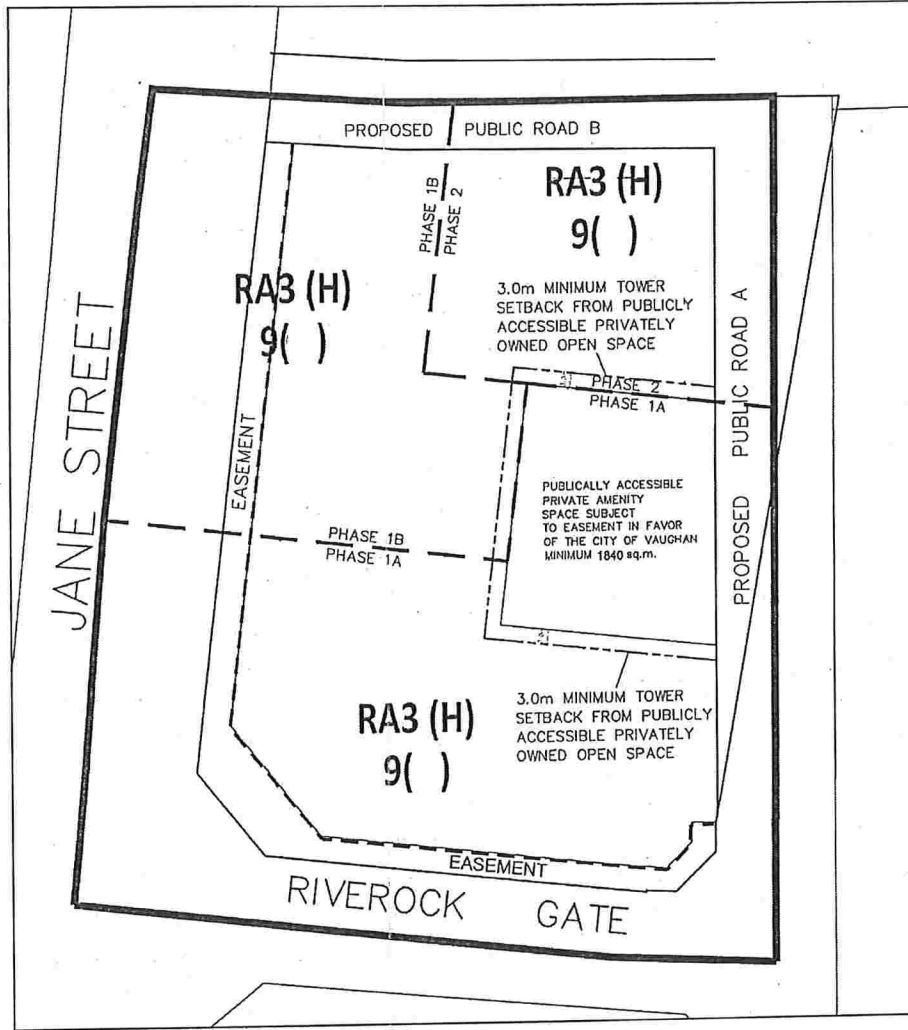 PROPOSED PUBLIC ROAD B
PHASE 1B
PHASE 2
RA3 (H)
9( )
RA3 (H)
9( )
3.0m MINIMUM TOWER
SETBACK FROM PUBLICLY
ACCESSIBLE PRIVATELY
OWNED OPEN SPACE
PHASE 2
PHASE 1A
JANE STREET
EASEMENT
PROPOSED PUBLIC ROAD A
PUBLICALLY ACCESSIBLE
PRIVATE AMENITY
SPACE SUBJECT
TO EASEMENT IN FAVOR
OF THE CITY OF VAUGHAN
MINIMUM 1840 sq.m.
PHASE 1B
PHASE 1A
3.0m MINIMUM TOWER
SETBACK FROM PUBLICLY
ACCESSIBLE PRIVATELY
OWNED OPEN SPACE
RA3 (H)
9( )
EASEMENT
RIVEROCK GATE